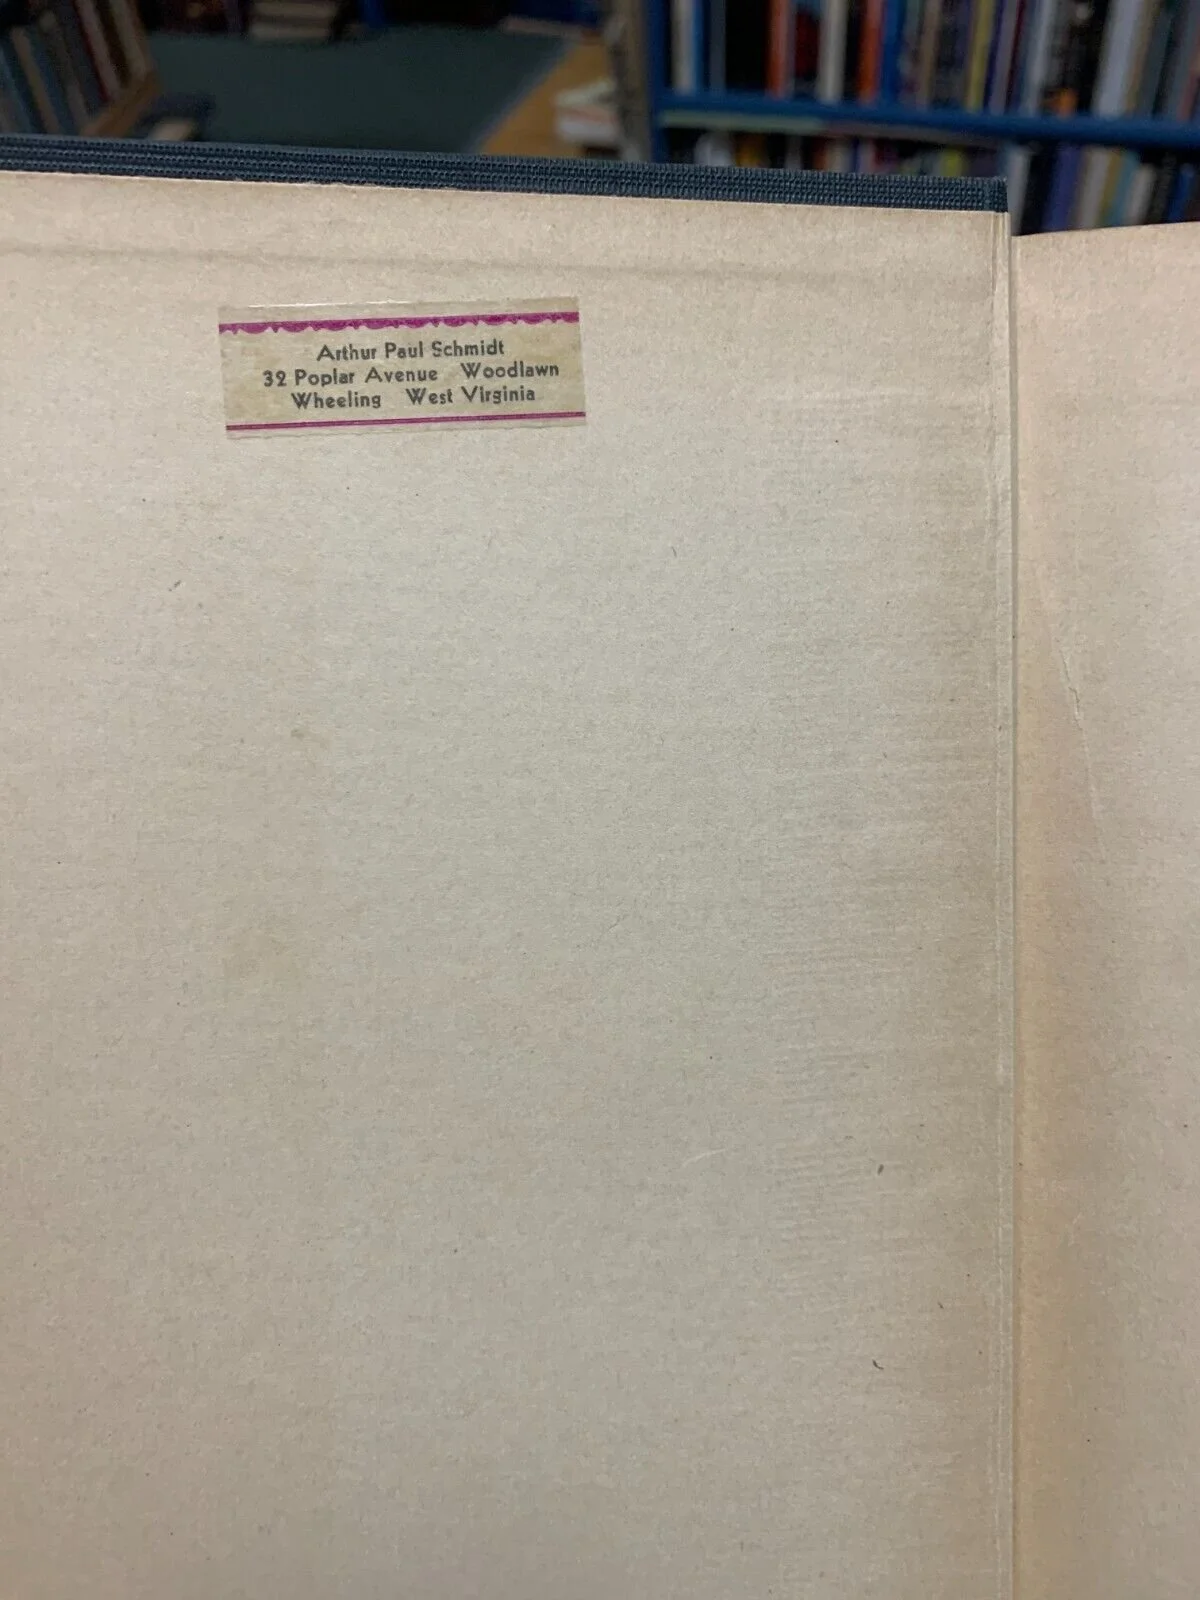 Arthur Paul Schmidt
32 Poplar Avenue Woodlawn
Wheeling West Virginia